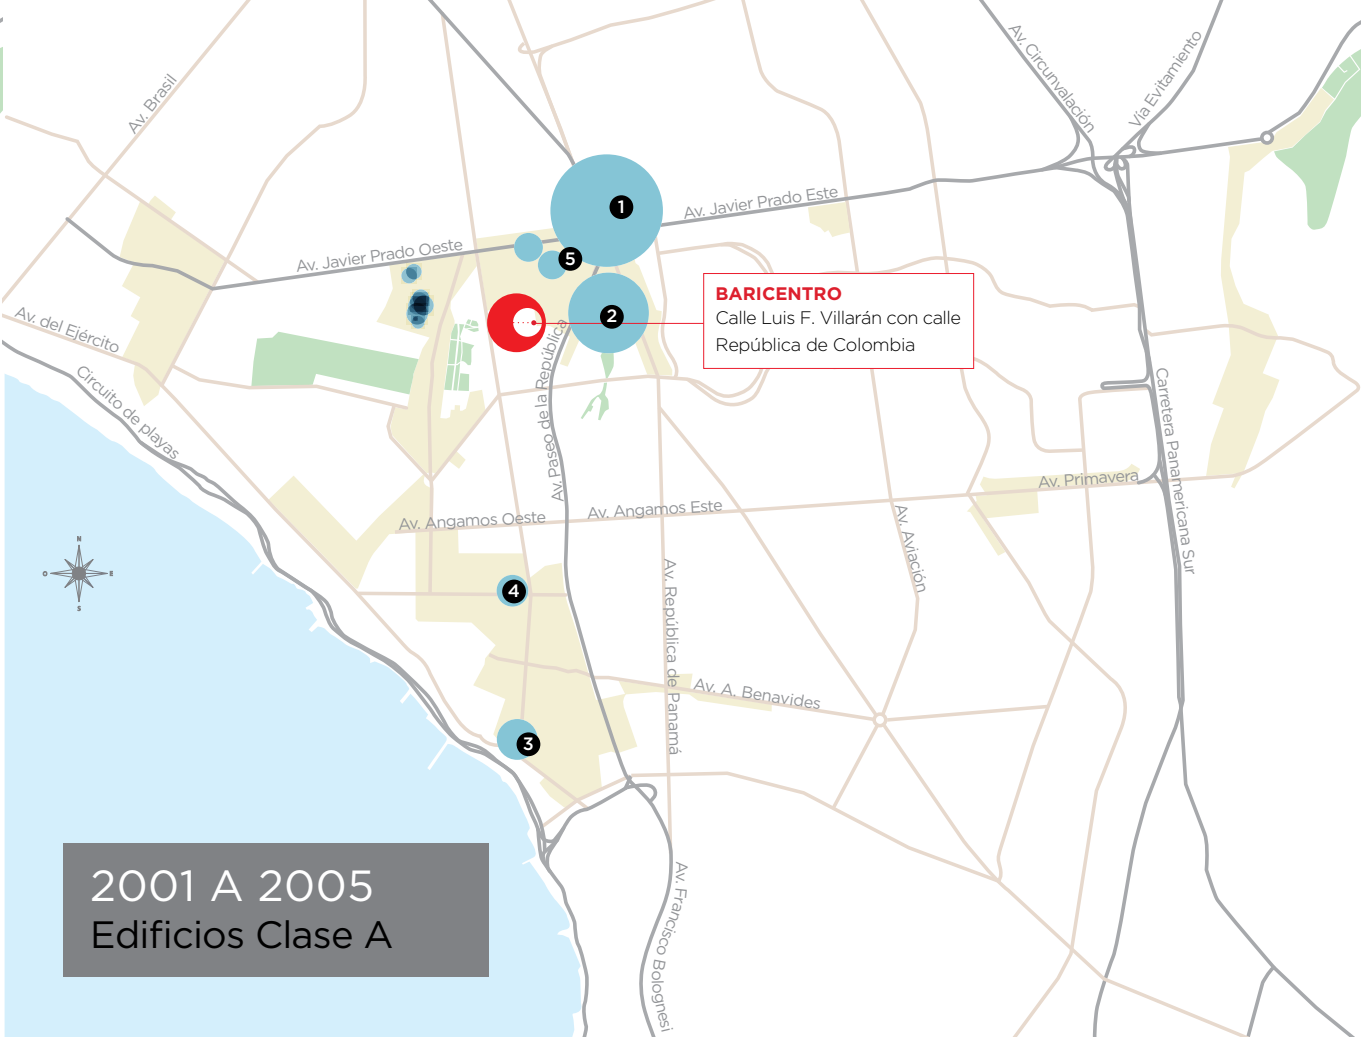 Av. Brasil
Av. Circunvalación
Vía Evitamiento
1
Av. Javier Prado Este
Av. Javier Prado Oeste
5
BARICENTRO
Calle Luis F. Villarán con calle
República de Colombia
2
Av. del Ejército
Circuito de playas
Av. Paseo de la República
Carretera Panamericana Sur
Av. Primavera
Av. Angamos Oeste
Av. Angamos Este
Av. Aviación
N
O
E
S
4
Av. República de Panamá
Av. A. Benavides
3
2001 A 2005
Edificios Clase A
Av. Francisco Bolognesi